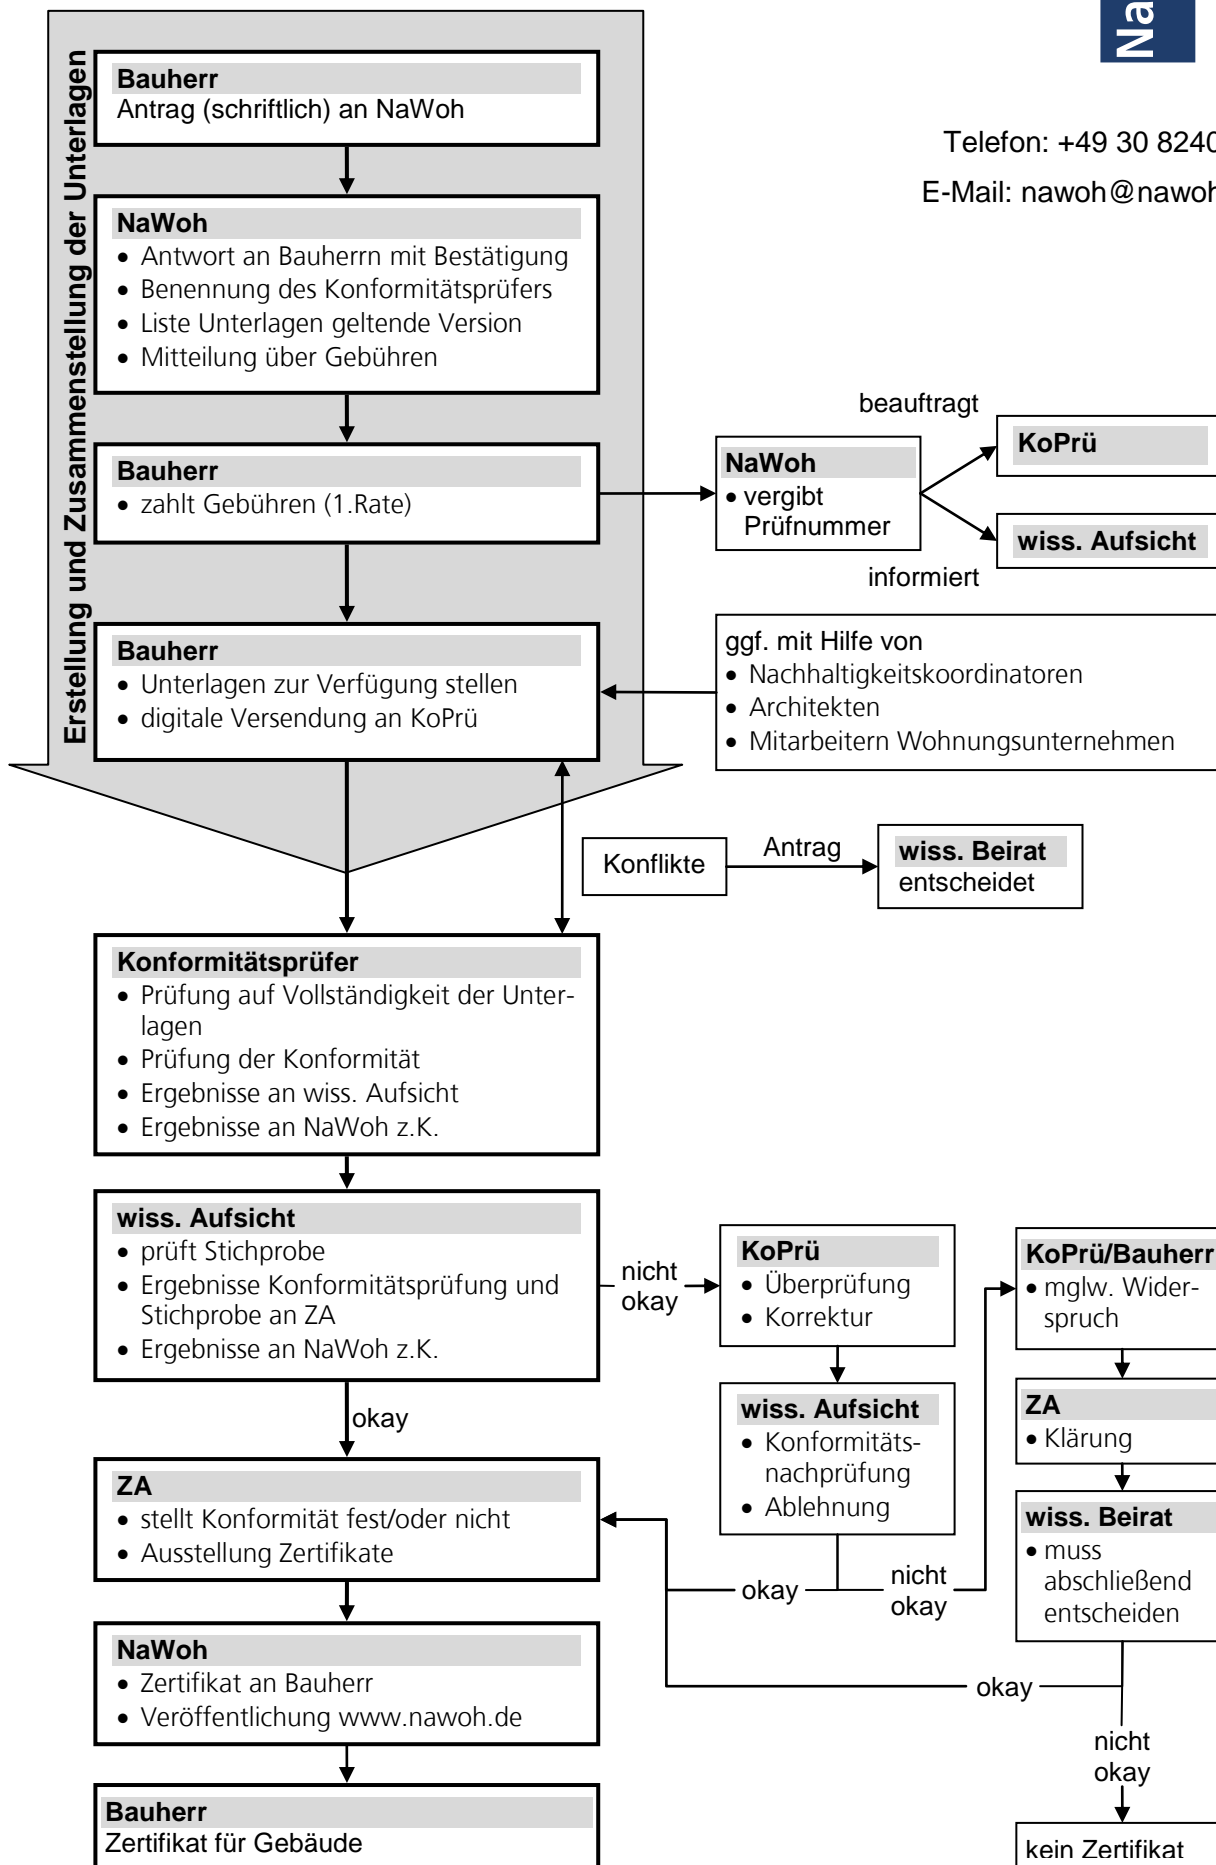 Na
Telefon: +49 30 8240
E-Mail: nawoh@nawoh
Erstellung und Zusammenstellung der Unterlagen
Bauherr
Antrag (schriftlich) an NaWoh
NaWoh
• Antwort an Bauherrn mit Bestätigung
• Benennung des Konformitätsprüfers
• Liste Unterlagen geltende Version
• Mitteilung über Gebühren
Bauherr
• zahlt Gebühren (1.Rate)
NaWoh
• vergibt
Prüfnummer
beauftragt
KoPrü
wiss. Aufsicht
informiert
Bauherr
• Unterlagen zur Verfügung stellen
• digitale Versendung an KoPrü
ggf. mit Hilfe von
• Nachhaltigkeitskoordinatoren
• Architekten
• Mitarbeitern Wohnungsunternehmen
Konflikte
Antrag
wiss. Beirat
entscheidet
Konformitätsprüfer
• Prüfung auf Vollständigkeit der Unter-
lagen
• Prüfung der Konformität
• Ergebnisse an wiss. Aufsicht
• Ergebnisse an NaWoh z.K.
wiss. Aufsicht
• prüft Stichprobe
• Ergebnisse Konformitätsprüfung und
Stichprobe an ZA
• Ergebnisse an NaWoh z.K.
nicht
okay
KoPrü
• Überprüfung
• Korrektur
wiss. Aufsicht
• Konformitäts-
nachprüfung
• Ablehnung
KoPrü/Bauherr
• mglw. Wider-
spruch
ZA
• Klärung
wiss. Beirat
• muss
abschließend
entscheiden
okay
ZA
• stellt Konformität fest/oder nicht
• Ausstellung Zertifikate
okay
nicht
okay
NaWoh
• Zertifikat an Bauherr
• Veröffentlichung www.nawoh.de
okay
nicht
okay
Bauherr
Zertifikat für Gebäude
kein Zertifikat